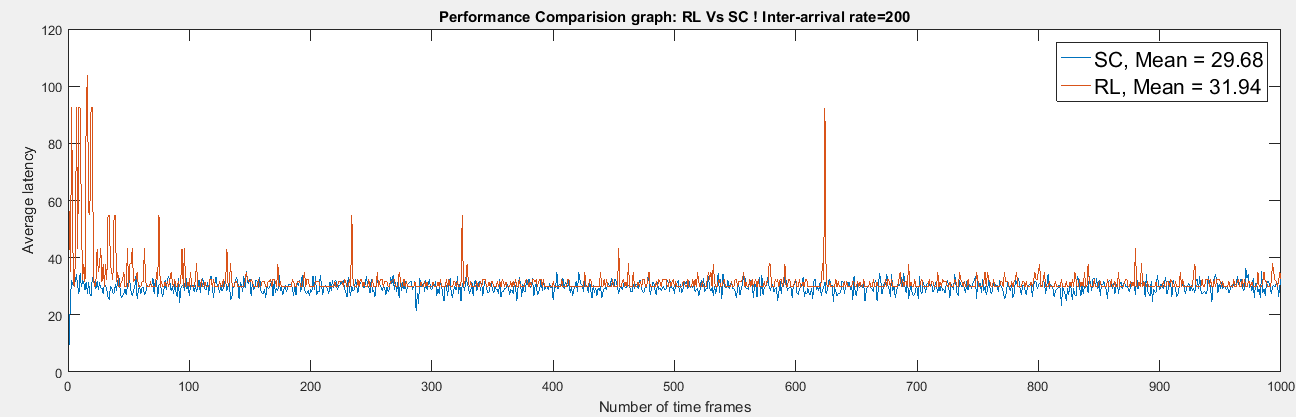 Performance Comparision graph: RL Vs SC ! Inter-arrival rate=200
SC, Mean = 29.68
RL, Mean = 31.94
Average latency
120
100
80
60
40
20
0
0 100 200 300 400 500 600 700 800 900 1000
Number of time frames